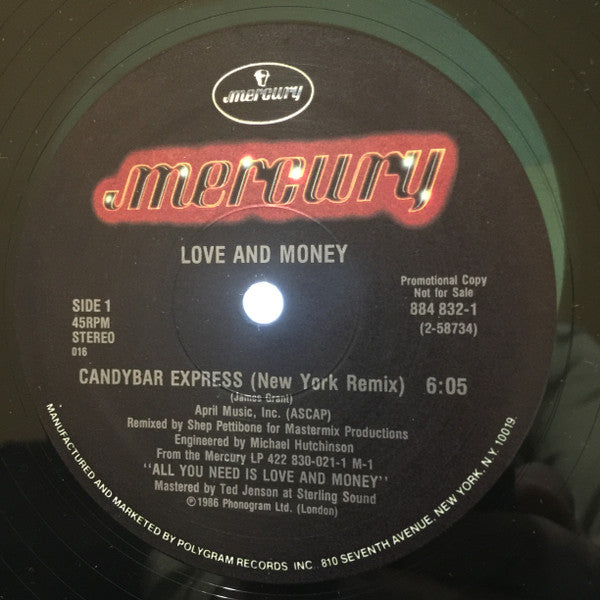 mercury
mercury
LOVE AND MONEY
SIDE 1
45RPM
STEREO
016
Promotional Copy
Not for Sale
884 832-1
(2-58734)
CANDYBAR EXPRESS (New York Remix) 6:05
(James Grant)
April Music, Inc. (ASCAP)
Remixed by Shep Pettibone for Mastermix Productions
Engineered by Michael Hutchinson
From the Mercury LP 422 830-021-1 M-1
"ALL YOU NEED IS LOVE AND MONEY"
Mastered by Ted Jenson at Sterling Sound
℗1986 Phonogram Ltd. (London)
MANUFACTURED AND MARKETED BY POLYGRAM RECORDS INC. 810 SEVENTH AVENUE, NEW YORK, N.Y. 10019.